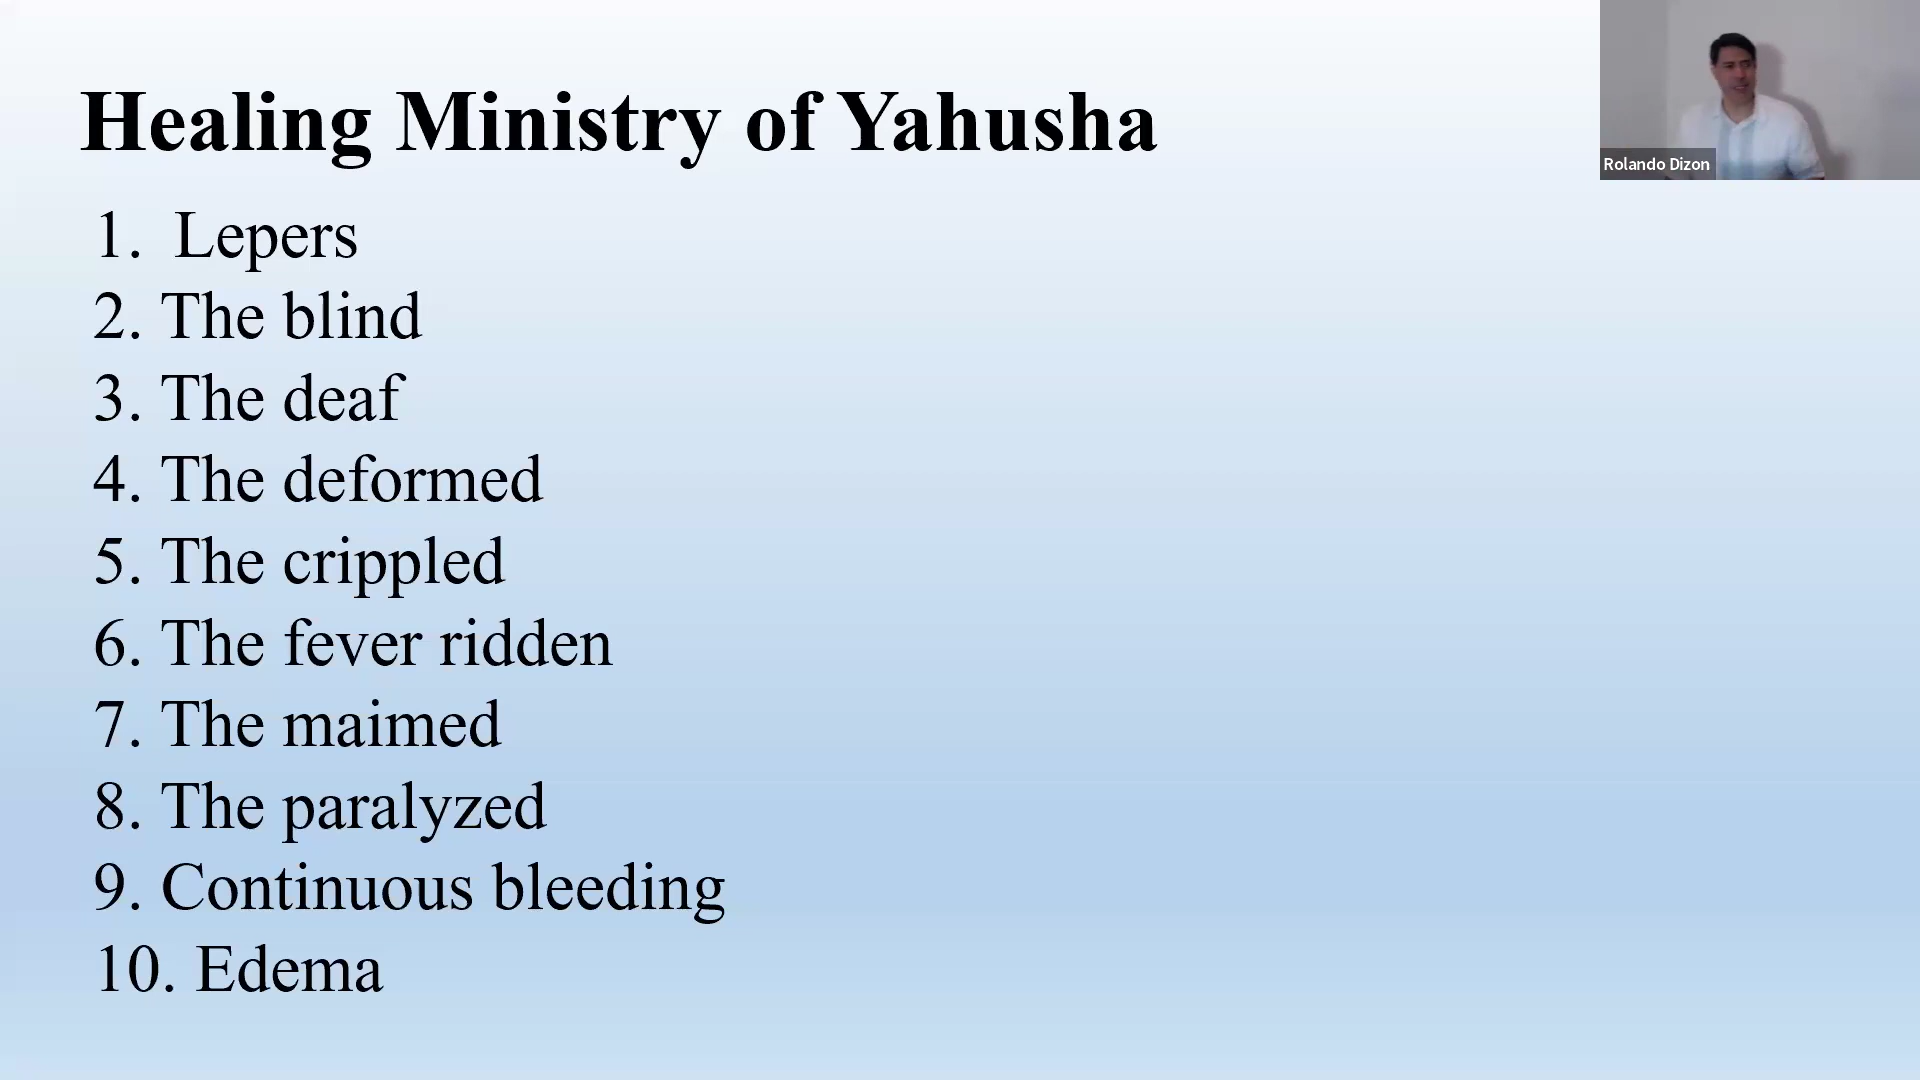 Healing Ministry of Yahusha
Rolando Dizon
1. Lepers
2. The blind
3. The deaf
4. The deformed
5. The crippled
6. The fever ridden
7. The maimed
8. The paralyzed
9. Continuous bleeding
10. Edema